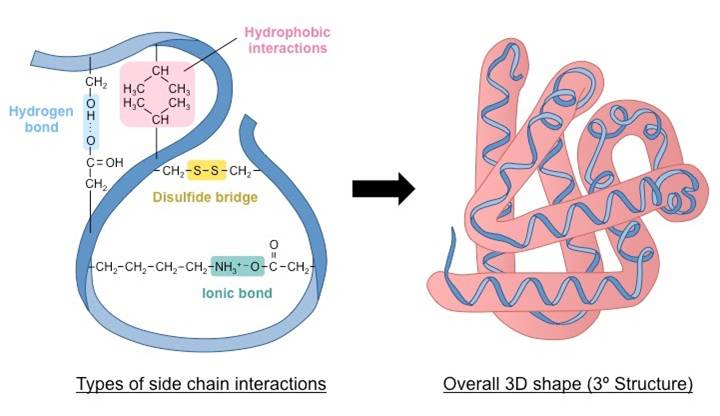 Hydrophobic
interactions
Hydrogen
bond
CH₂
OH
O
C=OH
CH₂
CH
H₃C CH₃
H₃C CH₃
CH
CH₂-S-S-CH₂
Disulfide bridge
O
CH₂-CH₂-CH₂-CH₂-NH₃⁺ ⁻O-C-CH₂
Ionic bond
Types of side chain interactions
Overall 3D shape (3º Structure)